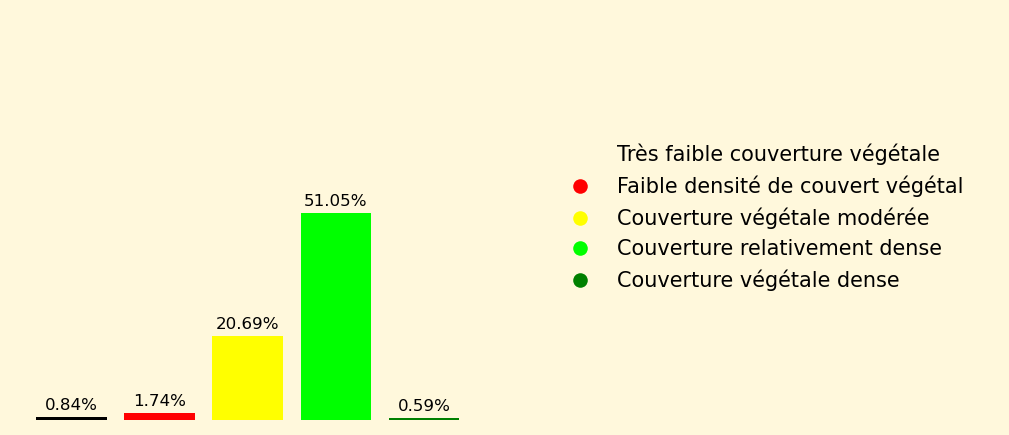 51.05%
20.69%
0.84%
1.74%
0.59%
Très faible couverture végétale
Faible densité de couvert végétal
Couverture végétale modérée
Couverture relativement dense
Couverture végétale dense